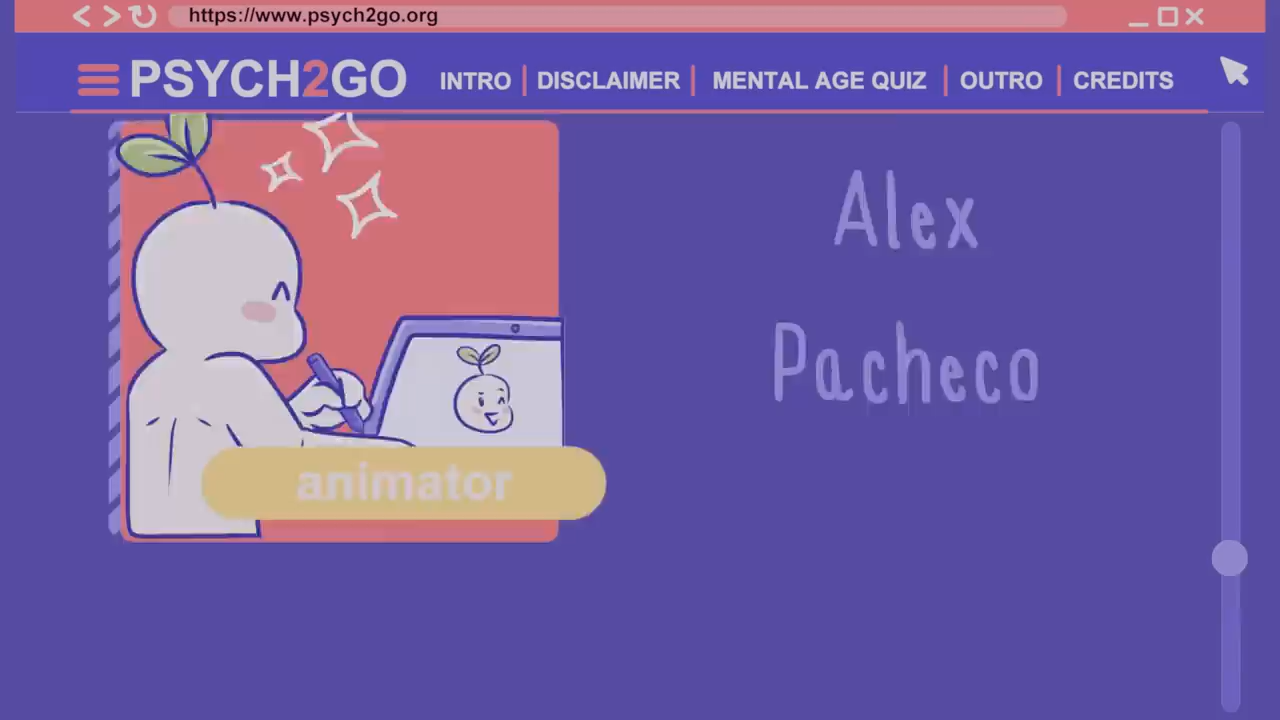 https://www.psych2go.org
PSYCH2GO INTRO | DISCLAIMER | MENTAL AGE QUIZ | OUTRO | CREDITS
Alex
Pacheco
animator